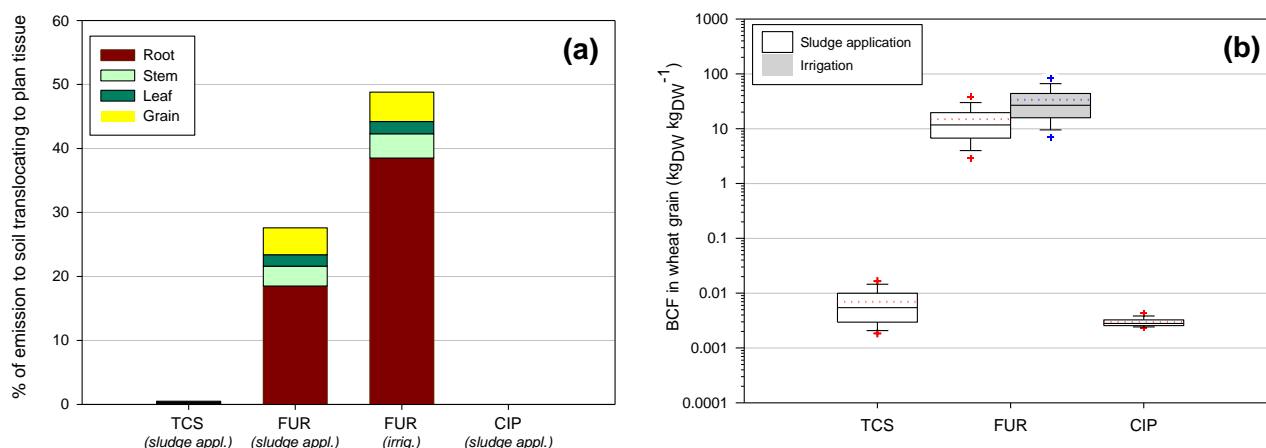 % of emission to soil translocating to plan tissue
60
50
40
30
20
10
0
(a)
Root
Stem
Leaf
Grain
TCS
(sludge appl.)
FUR
(sludge appl.)
FUR
(irrig.)
CIP
(sludge appl.)
BCF in wheat grain (kgDW kgDW-1)
1000
100
10
1
0.1
0.01
0.001
0.0001
(b)
Sludge application
Irrigation
TCS
FUR
CIP